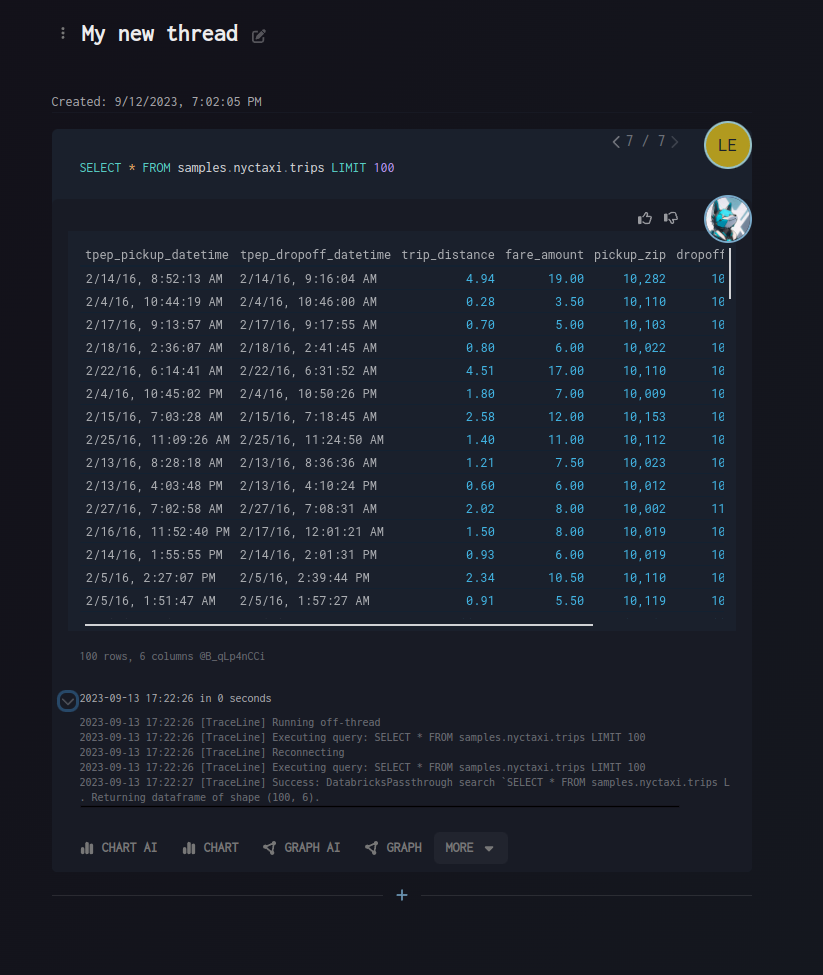 My new thread
Created: 9/12/2023, 7:02:05 PM
7 / 7
LE
SELECT * FROM samples.nyctaxi.trips LIMIT 100
tpep_pickup_datetime tpep_dropoff_datetime trip_distance fare_amount pickup_zip dropoff
2/14/16, 8:52:13 AM 2/14/16, 9:16:04 AM 4.94 19.00 10,282 10
2/4/16, 10:44:19 AM 2/4/16, 10:46:00 AM 0.28 3.50 10,110 10
2/17/16, 9:13:57 AM 2/17/16, 9:17:55 AM 0.70 5.00 10,103 10
2/18/16, 2:36:07 AM 2/18/16, 2:41:45 AM 0.80 6.00 10,022 10
2/22/16, 6:14:41 AM 2/22/16, 6:31:52 AM 4.51 17.00 10,110 10
2/4/16, 10:45:02 PM 2/4/16, 10:50:26 PM 1.80 7.00 10,009 10
2/15/16, 7:03:28 AM 2/15/16, 7:18:45 AM 2.58 12.00 10,153 10
2/25/16, 11:09:26 AM 2/25/16, 11:24:50 AM 1.40 11.00 10,112 10
2/13/16, 8:28:18 AM 2/13/16, 8:36:36 AM 1.21 7.50 10,023 10
2/13/16, 4:03:48 PM 2/13/16, 4:10:24 PM 0.60 6.00 10,012 10
2/27/16, 7:02:58 AM 2/27/16, 7:08:31 AM 2.02 8.00 10,002 11
2/16/16, 11:52:40 PM 2/17/16, 12:01:21 AM 1.50 8.00 10,019 10
2/14/16, 1:55:55 PM 2/14/16, 2:01:31 PM 0.93 6.00 10,019 10
2/5/16, 2:27:07 PM 2/5/16, 2:39:44 PM 2.34 10.50 10,110 10
2/5/16, 1:51:47 AM 2/5/16, 1:57:27 AM 0.91 5.50 10,119 10
100 rows, 6 columns @B_qLp4nCCi
2023-09-13 17:22:26 in 0 seconds
2023-09-13 17:22:26 [TraceLine] Running off-thread
2023-09-13 17:22:26 [TraceLine] Executing query: SELECT * FROM samples.nyctaxi.trips LIMIT 100
2023-09-13 17:22:26 [TraceLine] Reconnecting
2023-09-13 17:22:26 [TraceLine] Executing query: SELECT * FROM samples.nyctaxi.trips LIMIT 100
2023-09-13 17:22:27 [TraceLine] Success: DatabricksPassthrough search `SELECT * FROM samples.nyctaxi.trips L
. Returning dataframe of shape (100, 6).
CHART AI CHART GRAPH AI GRAPH MORE